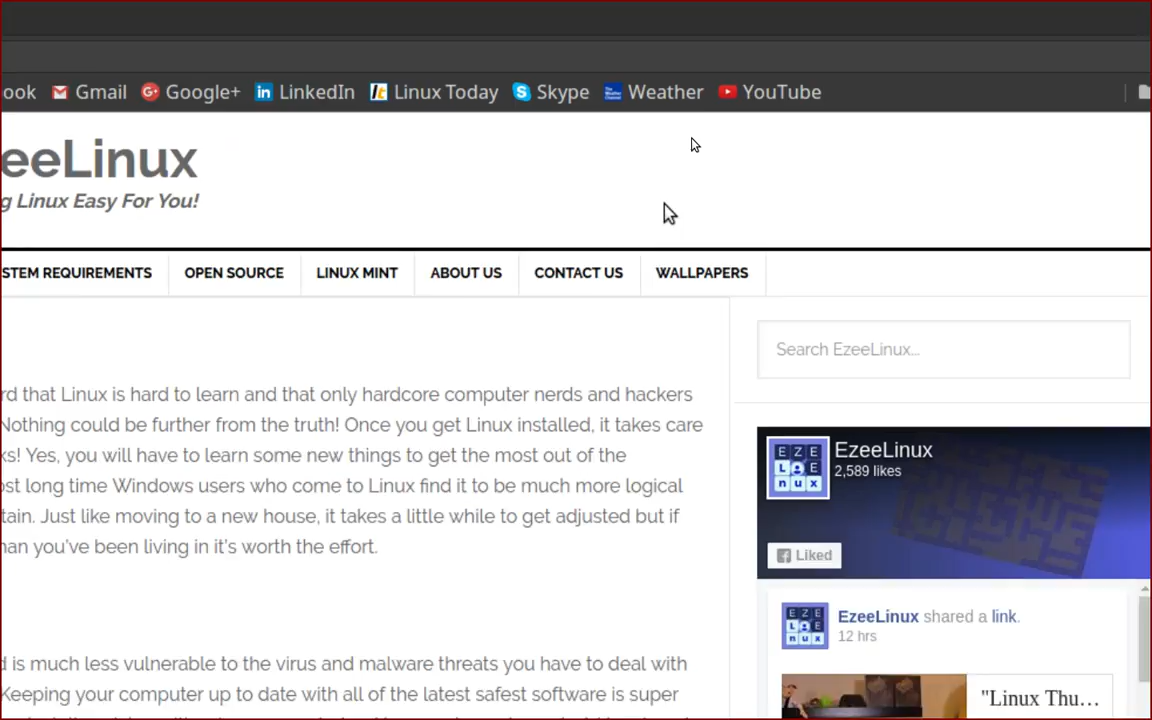 ook Gmail Google+ LinkedIn Linux Today Skype Weather YouTube
eeLinux
g Linux Easy For You!
STEM REQUIREMENTS OPEN SOURCE LINUX MINT ABOUT US CONTACT US WALLPAPERS
Search EzeeLinux...
rd that Linux is hard to learn and that only hardcore computer nerds and hackers
Nothing could be further from the truth! Once you get Linux installed, it takes care
ks! Yes, you will have to learn some new things to get the most out of the
ost long time Windows users who come to Linux find it to be much more logical
tain. Just like moving to a new house, it takes a little while to get adjusted but if
han you've been living in it's worth the effort.
d is much less vulnerable to the virus and malware threats you have to deal with
Keeping your computer up to date with all of the latest safest software is super
EZE
L E
nux
EzeeLinux
2,589 likes
Liked
EZE
L E
nux
EzeeLinux shared a link.
12 hrs
"Linux Thu...